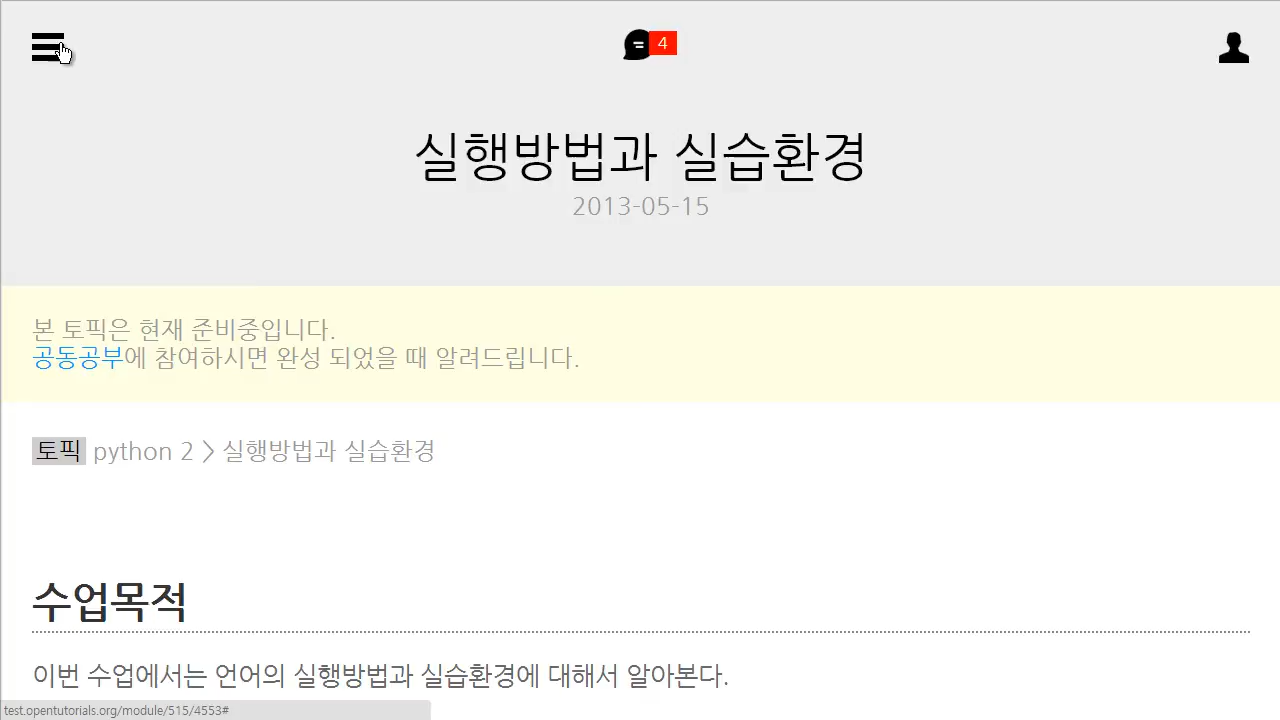 4
실행방법과 실습환경
2013-05-15
본 토픽은 현재 준비중입니다.
공동공부에 참여하시면 완성 되었을 때 알려드립니다.
토픽 python 2 > 실행방법과 실습환경
수업목적
이번 수업에서는 언어의 실행방법과 실습환경에 대해서 알아본다.
test.opentutorials.org/module/515/4553#